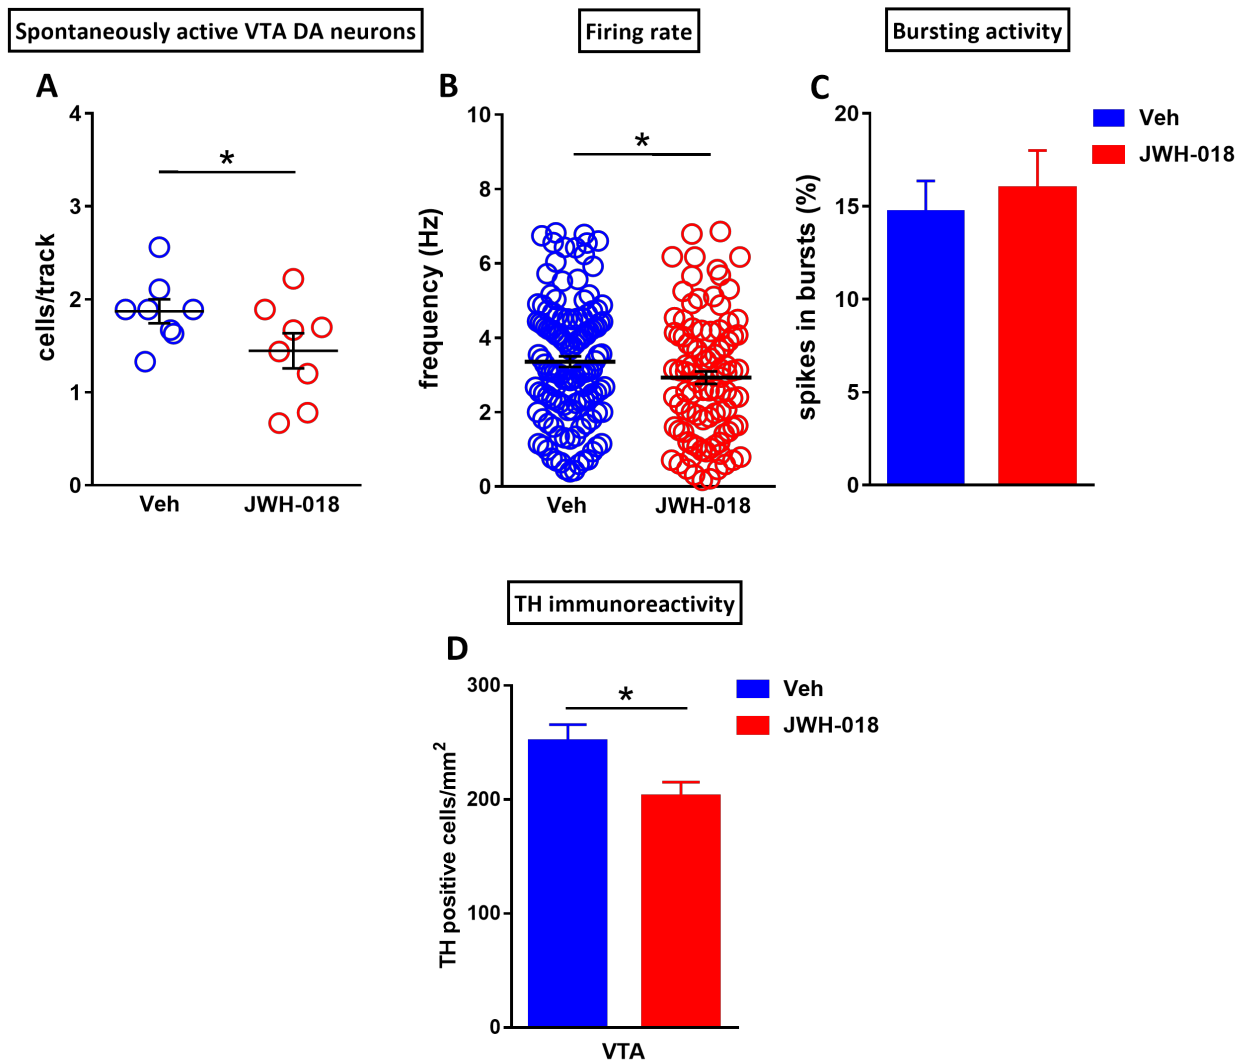 Spontaneously active VTA DA neurons
Firing rate
Bursting activity
A
cells/track
4
3
2
1
0
*
Veh
JWH-018
B
frequency (Hz)
10
8
6
4
2
0
*
Veh
JWH-018
C
spikes in bursts (%)
20
15
10
5
0
Veh
JWH-018
TH immunoreactivity
D
TH positive cells/mm²
300
200
100
0
*
VTA
Veh
JWH-018